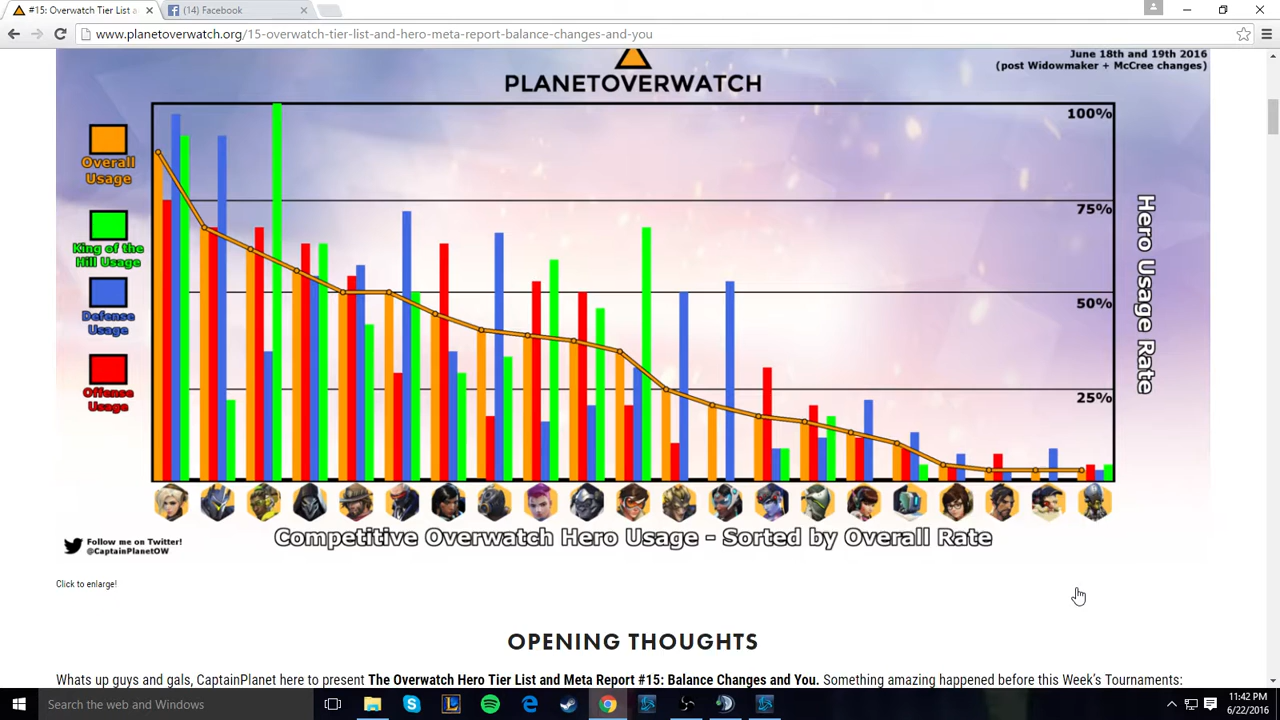 #15: Overwatch Tier List a
(14) Facebook
www.planetoverwatch.org/15-overwatch-tier-list-and-hero-meta-report-balance-changes-and-you
June 18th and 19th 2016
(post Widowmaker + McCree changes)
PLANETOVERWATCH
Overall
Usage
King of the
Hill Usage
Defense
Usage
Offense
Usage
100%
75%
50%
25%
Hero Usage Rate
Competitive Overwatch Hero Usage - Sorted by Overall Rate
Follow me on Twitter!
@CaptainPlanetOW
Click to enlarge!
OPENING THOUGHTS
Whats up guys and gals, CaptainPlanet here to present The Overwatch Hero Tier List and Meta Report #15: Balance Changes and You. Something amazing happened before this Week's Tournaments:
Search the web and Windows
11:42 PM
6/22/2016